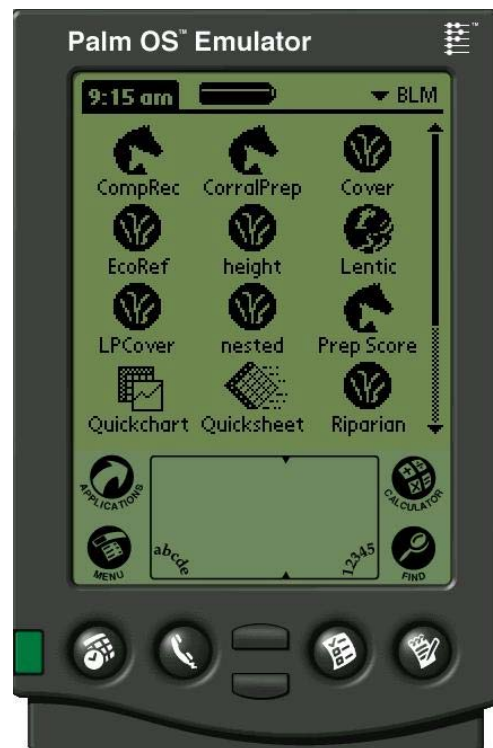 Palm OS™ Emulator
™
9:15 am BLM
CompRec CorralPrep Cover
EcoRef height Lentic
LPCover nested Prep Score
Quickchart Quicksheet Riparian
APPLICATIONS CALCULATOR
abcde 12345
MENU FIND